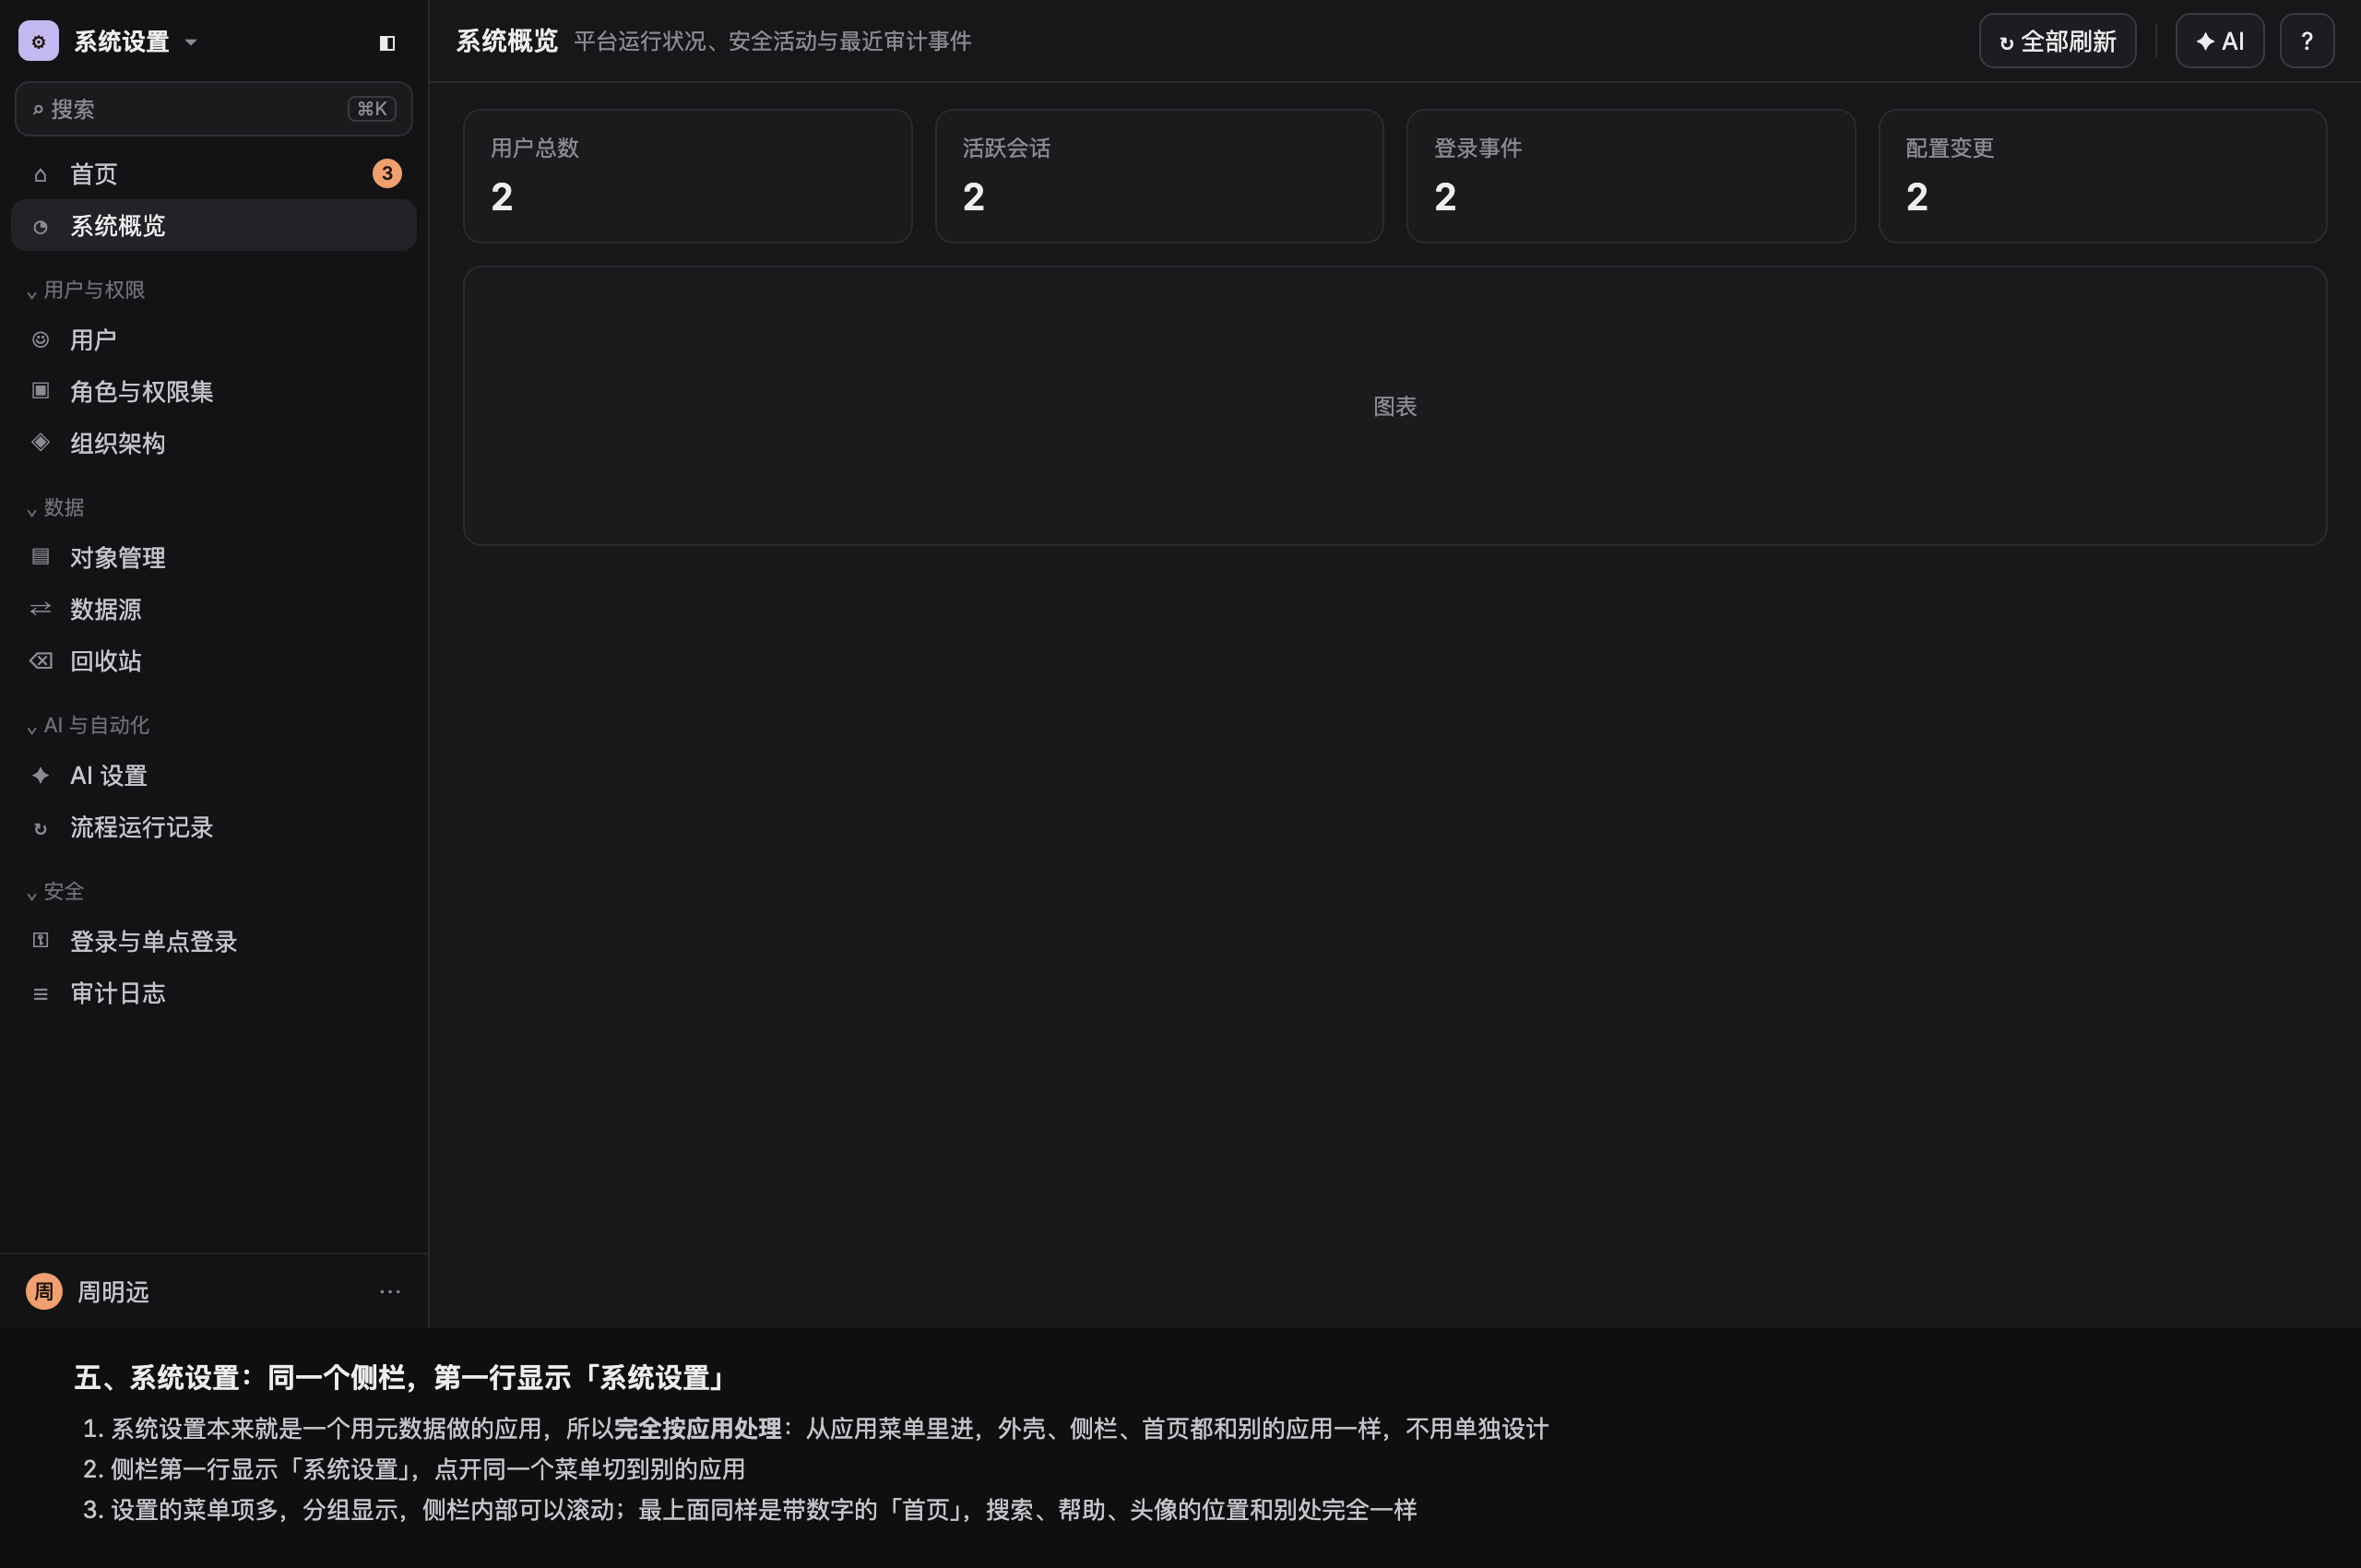 系统设置
搜索 ⌘K
首页 3
系统概览
用户与权限
用户
角色与权限集
组织架构
数据
对象管理
数据源
回收站
AI 与自动化
AI 设置
流程运行记录
安全
登录与单点登录
审计日志
周 周明远 ···
系统概览 平台运行状况、安全活动与最近审计事件
↻ 全部刷新 ✦ AI ?
用户总数
2
活跃会话
2
登录事件
2
配置变更
2
图表
五、系统设置：同一个侧栏，第一行显示「系统设置」
1. 系统设置本来就是一个用元数据做的应用，所以完全按应用处理：从应用菜单里进，外壳、侧栏、首页都和别的应用一样，不用单独设计
2. 侧栏第一行显示「系统设置」，点开同一个菜单切到别的应用
3. 设置的菜单项多，分组显示，侧栏内部可以滚动；最上面同样是带数字的「首页」，搜索、帮助、头像的位置和别处完全一样